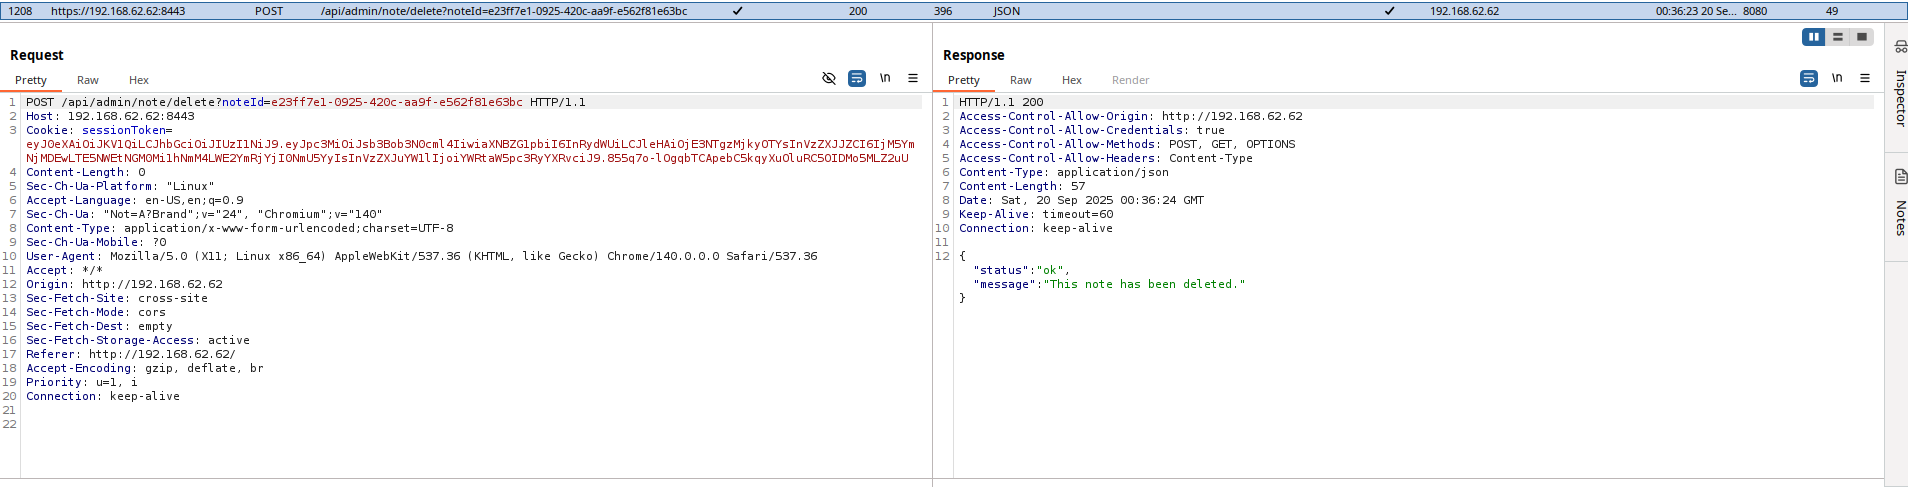 1208 https://192.168.62.62:8443 POST /api/admin/note/delete?noteId=e23ff7e1-0925-420c-aa9f-e562f81e63bc ✓ 200 396 JSON ✓ 192.168.62.62 00:36:23 20 Se... 8080 49
Request
Pretty Raw Hex
\n
1 POST /api/admin/note/delete?noteId=e23ff7e1-0925-420c-aa9f-e562f81e63bc HTTP/1.1
2 Host: 192.168.62.62:8443
3 Cookie: sessionToken=
4 Content-Length: 0
5 Sec-Ch-Ua-Platform: "Linux"
6 Accept-Language: en-US,en;q=0.9
7 Sec-Ch-Ua: "Not=A?Brand";v="24", "Chromium";v="140"
8 Content-Type: application/x-www-form-urlencoded;charset=UTF-8
9 Sec-Ch-Ua-Mobile: ?0
10 User-Agent: Mozilla/5.0 (X11; Linux x86_64) AppleWebKit/537.36 (KHTML, like Gecko) Chrome/140.0.0.0 Safari/537.36
11 Accept: */*
12 Origin: http://192.168.62.62
13 Sec-Fetch-Site: cross-site
14 Sec-Fetch-Mode: cors
15 Sec-Fetch-Dest: empty
16 Sec-Fetch-Storage-Access: active
17 Referer: http://192.168.62.62/
18 Accept-Encoding: gzip, deflate, br
19 Priority: u=1, i
20 Connection: keep-alive
21
22
Response
Pretty Raw Hex Render
\n
1 HTTP/1.1 200
2 Access-Control-Allow-Origin: http://192.168.62.62
3 Access-Control-Allow-Credentials: true
4 Access-Control-Allow-Methods: POST, GET, OPTIONS
5 Access-Control-Allow-Headers: Content-Type
6 Content-Type: application/json
7 Content-Length: 57
8 Date: Sat, 20 Sep 2025 00:36:24 GMT
9 Keep-Alive: timeout=60
10 Connection: keep-alive
11
12 {
"status":"ok",
"message":"This note has been deleted."
}
Inspector
Notes